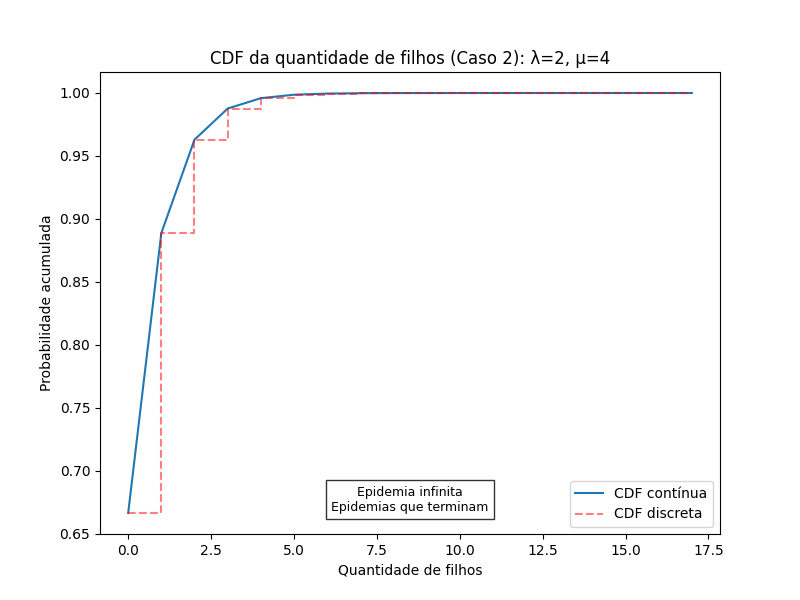 CDF da quantidade de filhos (Caso 2): λ=2, μ=4
Probabilidade acumulada
1.00
0.95
0.90
0.85
0.80
0.75
0.70
0.65
Epidemia infinita
Epidemias que terminam
CDF contínua
CDF discreta
0.0 2.5 5.0 7.5 10.0 12.5 15.0 17.5
Quantidade de filhos